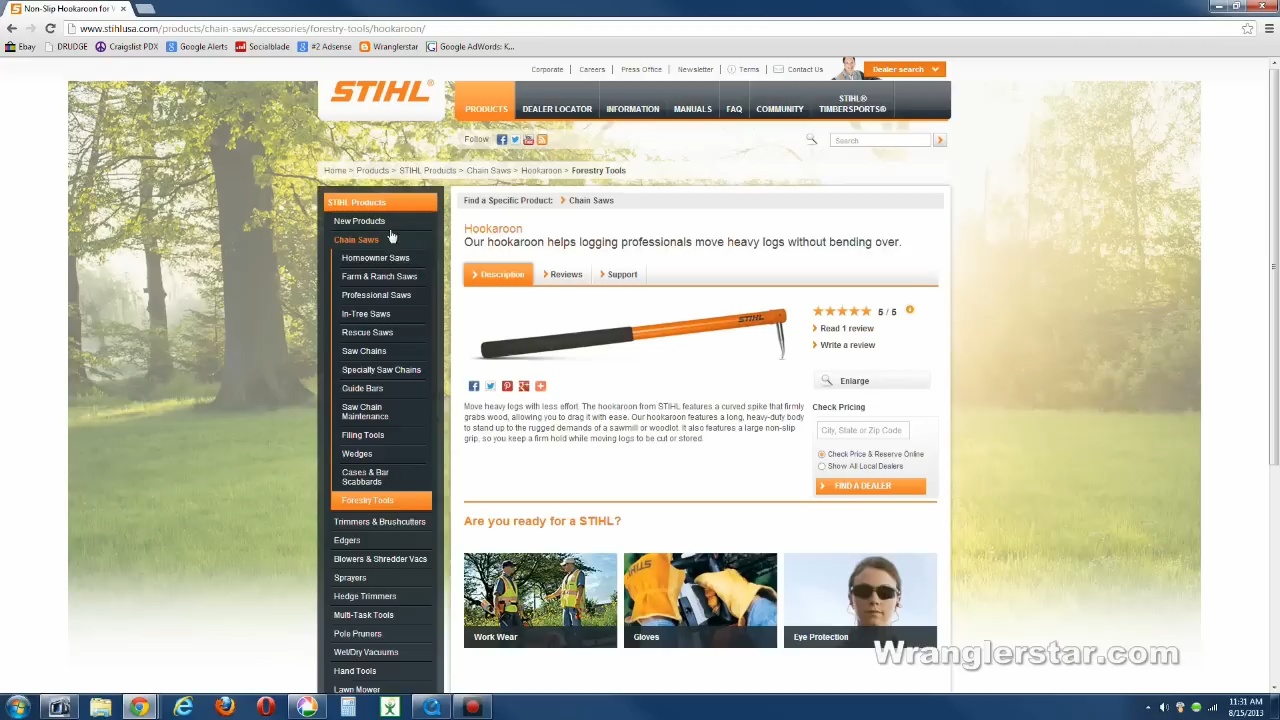 Non-Slip Hookaroon for
www.stihlusa.com/products/chain-saws/accessories/forestry-tools/hookaroon/
Ebay DRUDGE Craigslist PDX Google Alerts Socialblade #2 Adsense Wranglerstar Google AdWords: K...
Corporate Careers Press Office Newsletter Terms Contact Us Dealer search
STIHL®
PRODUCTS DEALER LOCATOR INFORMATION MANUALS FAQ COMMUNITY STIHL® TIMBERSPORTS®
Follow Search
Home > Products > STIHL Products > Chain Saws > Hookaroon > Forestry Tools
STIHL Products
New Products
Chain Saws
Homeowner Saws
Farm & Ranch Saws
Professional Saws
In-Tree Saws
Rescue Saws
Saw Chains
Specialty Saw Chains
Guide Bars
Saw Chain
Maintenance
Filing Tools
Wedges
Cases & Bar
Scabbards
Forestry Tools
Trimmers & Brushcutters
Edgers
Blowers & Shredder Vacs
Sprayers
Hedge Trimmers
Multi-Task Tools
Pole Pruners
Wet/Dry Vacuums
Hand Tools
Lawn Mower
Find a Specific Product: Chain Saws
Hookaroon
Our hookaroon helps logging professionals move heavy logs without bending over.
Description Reviews Support
STIHL
5 / 5
Read 1 review
Write a review
Enlarge
Move heavy logs with less effort. The hookaroon from STIHL features a curved spike that firmly
grabs wood, allowing you to drag it with ease. Our hookaroon features a long, heavy-duty body
to stand up to the rugged demands of a sawmill or woodlot. It also features a large non-slip
grip, so you keep a firm hold while moving logs to be cut or stored.
Check Pricing
City, State or Zip Code
Check Price & Reserve Online
Show All Local Dealers
FIND A DEALER
Are you ready for a STIHL?
STIHL
Work Wear Gloves Eye Protection
Wranglerstar.com
11:31 AM
8/15/2013